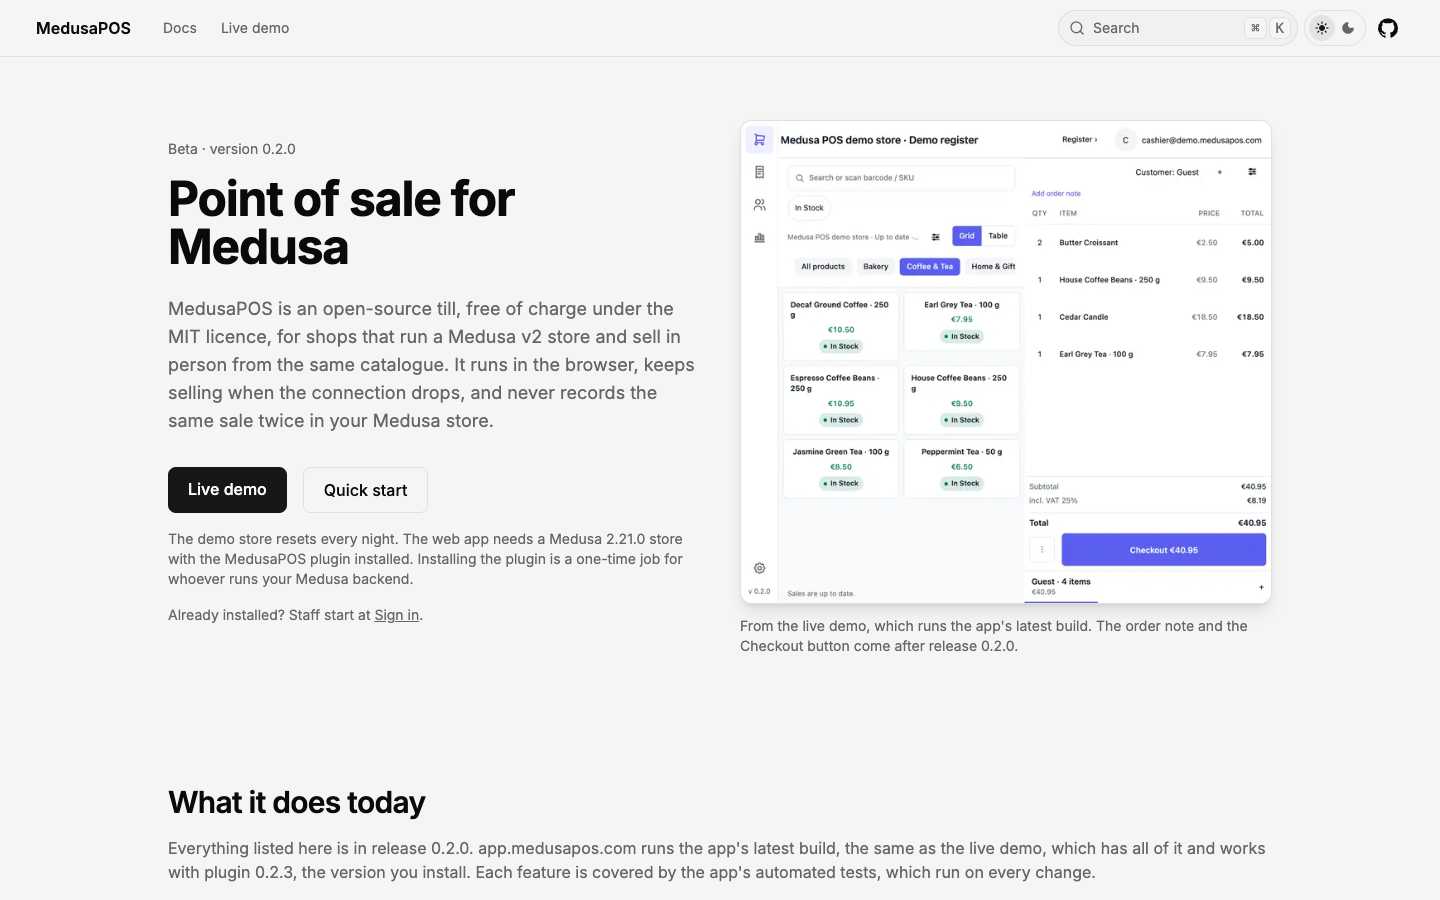 MedusaPOS
Docs
Live demo
Search
⌘ K
Beta · version 0.2.0
Point of sale for
Medusa
MedusaPOS is an open-source till, free of charge under the
MIT licence, for shops that run a Medusa v2 store and sell in
person from the same catalogue. It runs in the browser, keeps
selling when the connection drops, and never records the
same sale twice in your Medusa store.
Live demo
Quick start
The demo store resets every night. The web app needs a Medusa 2.21.0 store
with the MedusaPOS plugin installed. Installing the plugin is a one-time job for
whoever runs your Medusa backend.
Already installed? Staff start at Sign in.
Medusa POS demo store · Demo register
Register ›
C
cashier@demo.medusapos.com
Search or scan barcode / SKU
In Stock
Medusa POS demo store · Up to date ·...
Grid
Table
All products
Bakery
Coffee & Tea
Home & Gift
Decaf Ground Coffee · 250
g
€10.50
In Stock
Earl Grey Tea · 100 g
€7.95
In Stock
Espresso Coffee Beans ·
250 g
€10.95
In Stock
House Coffee Beans · 250
g
€9.50
In Stock
Jasmine Green Tea · 100 g
€8.50
In Stock
Peppermint Tea · 50 g
€6.50
In Stock
v 0.2.0
Sales are up to date.
Customer: Guest
+
Add order note
QTY ITEM PRICE TOTAL
2 Butter Croissant €2.50 €5.00
1 House Coffee Beans · 250 g €9.50 €9.50
1 Cedar Candle €18.50 €18.50
1 Earl Grey Tea · 100 g €7.95 €7.95
Subtotal €40.95
incl. VAT 25% €8.19
Total €40.95
Checkout €40.95
Guest · 4 items
€40.95
+
From the live demo, which runs the app's latest build. The order note and the
Checkout button come after release 0.2.0.
What it does today
Everything listed here is in release 0.2.0. app.medusapos.com runs the app's latest build, the same as the live demo, which has all of it and works
with plugin 0.2.3, the version you install. Each feature is covered by the app's automated tests, which run on every change.